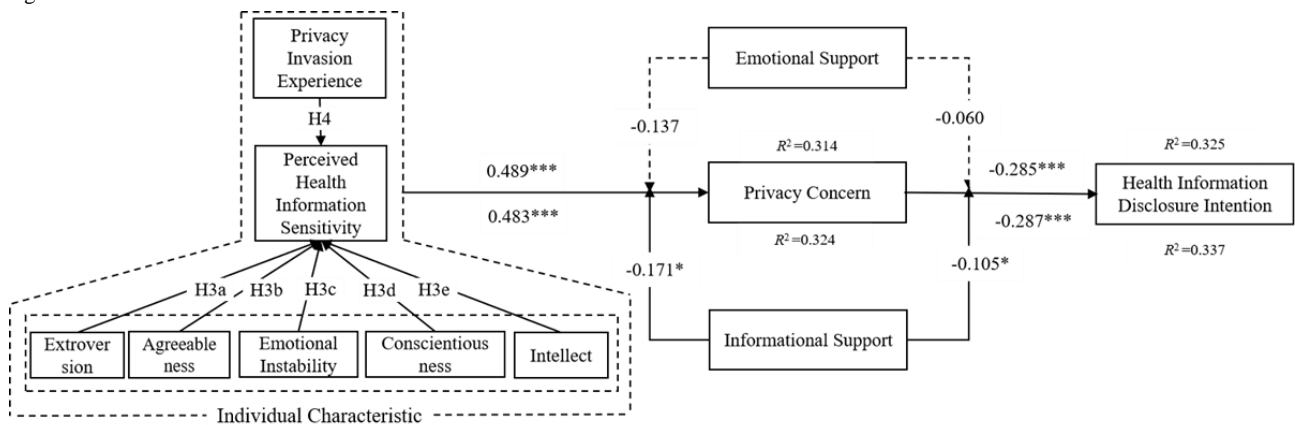 Privacy
Invasion
Experience
H4
Perceived
Health
Information
Sensitivity
H3a
H3b
H3c
H3d
H3e
Extrover
sion
Agreeable
ness
Emotional
Instability
Conscientious
ness
Intellect
Individual Characteristic
0.489***
0.483***
Emotional Support
-0.137
-0.060
R²=0.314
Privacy Concern
R²=0.324
-0.171*
-0.105*
Informational Support
-0.285***
-0.287***
R²=0.325
Health Information
Disclosure Intention
R²=0.337